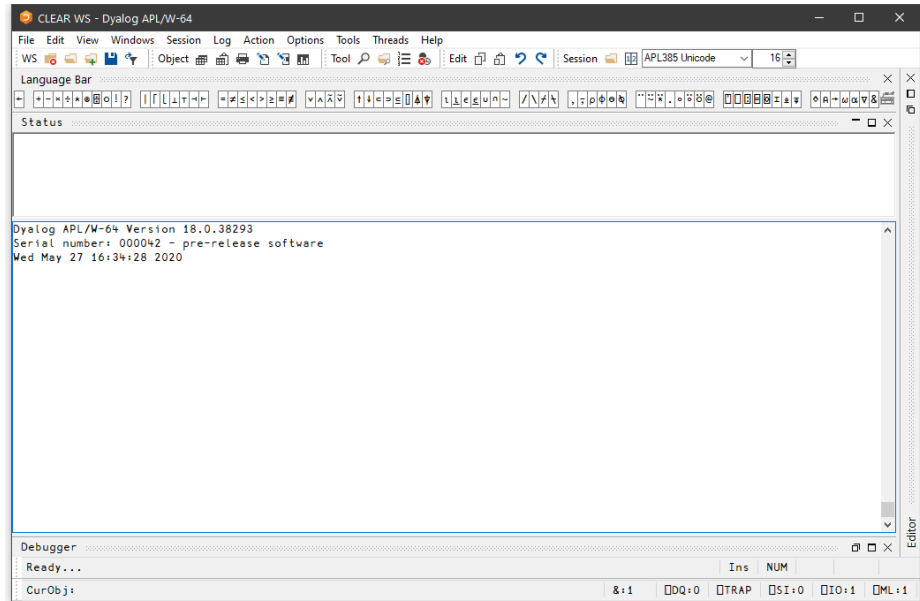 CLEAR WS - Dyalog APL/W-64
File Edit View Windows Session Log Action Options Tools Threads Help
WS Object Tool Edit Session APL385 Unicode 16
Language Bar
← + - × ÷ * ⍟ ⌹ ○ ! ? | ⌈ ⌊ ⊥ ⊤ ⊣ ⊢ = ≠ ≤ < > ≥ ≡ ≢ ∨ ∧ ⍲ ⍱ ↑ ↓ ⊂ ⊃ ⊆ ⌷ ⍋ ⍒ ⍳ ⍸ ∊ ⍷ ∪ ∩ ~ / \ ⌿ ⍀ , ⍪ ⍴ ⌽ ⊖ ⍉ ¨ ⍨ ⍣ . ∘ ⍤ ⍥ @ ⍞ ⎕ ⍠ ⌸ ⌺ ⌶ ⍎ ⍕ ⋄ ⍝ → ⍵ ⍺ ∇ &
Status
Dyalog APL/W-64 Version 18.0.38293
Serial number: 000042 - pre-release software
Wed May 27 16:34:28 2020
Editor
Debugger
Ready... Ins NUM
CurObj: &:1 ⎕DQ:0 ⎕TRAP ⎕SI:0 ⎕IO:1 ⎕ML:1